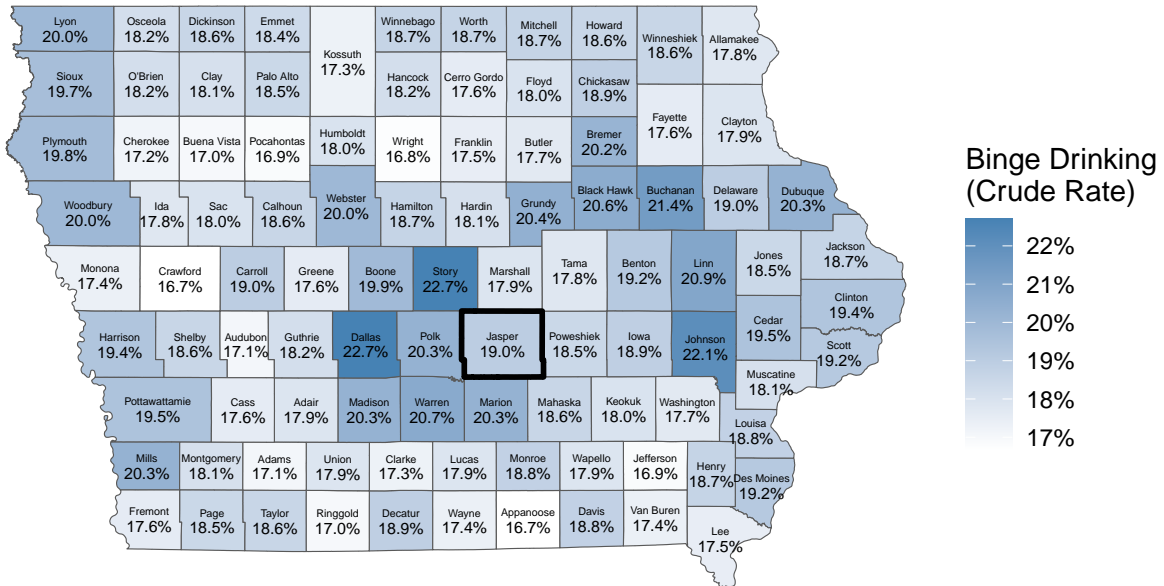 Lyon
20.0%
Osceola
18.2%
Dickinson
18.6%
Emmet
18.4%
Kossuth
17.3%
Winnebago
18.7%
Worth
18.7%
Mitchell
18.7%
Howard
18.6%
Winneshiek
18.6%
Allamakee
17.8%
Sioux
19.7%
O'Brien
18.2%
Clay
18.1%
Palo Alto
18.5%
Hancock
18.2%
Cerro Gordo
17.6%
Floyd
18.0%
Chickasaw
18.9%
Fayette
17.6%
Clayton
17.9%
Plymouth
19.8%
Cherokee
17.2%
Buena Vista
17.0%
Pocahontas
16.9%
Humboldt
18.0%
Wright
16.8%
Franklin
17.5%
Butler
17.7%
Bremer
20.2%
Woodbury
20.0%
Ida
17.8%
Sac
18.0%
Calhoun
18.6%
Webster
20.0%
Hamilton
18.7%
Hardin
18.1%
Grundy
20.4%
Black Hawk
20.6%
Buchanan
21.4%
Delaware
19.0%
Dubuque
20.3%
Monona
17.4%
Crawford
16.7%
Carroll
19.0%
Greene
17.6%
Boone
19.9%
Story
22.7%
Marshall
17.9%
Tama
17.8%
Benton
19.2%
Linn
20.9%
Jones
18.5%
Jackson
18.7%
Clinton
19.4%
Harrison
19.4%
Shelby
18.6%
Audubon
17.1%
Guthrie
18.2%
Dallas
22.7%
Polk
20.3%
Jasper
19.0%
Poweshiek
18.5%
Iowa
18.9%
Johnson
22.1%
Cedar
19.5%
Scott
19.2%
Muscatine
18.1%
Pottawattamie
19.5%
Cass
17.6%
Adair
17.9%
Madison
20.3%
Warren
20.7%
Marion
20.3%
Mahaska
18.6%
Keokuk
18.0%
Washington
17.7%
Louisa
18.8%
Mills
20.3%
Montgomery
18.1%
Adams
17.1%
Union
17.9%
Clarke
17.3%
Lucas
17.9%
Monroe
18.8%
Wapello
17.9%
Jefferson
16.9%
Henry
18.7%
Des Moines
19.2%
Fremont
17.6%
Page
18.5%
Taylor
18.6%
Ringgold
17.0%
Decatur
18.9%
Wayne
17.4%
Appanoose
16.7%
Davis
18.8%
Van Buren
17.4%
Lee
17.5%
Binge Drinking
(Crude Rate)
22%
21%
20%
19%
18%
17%